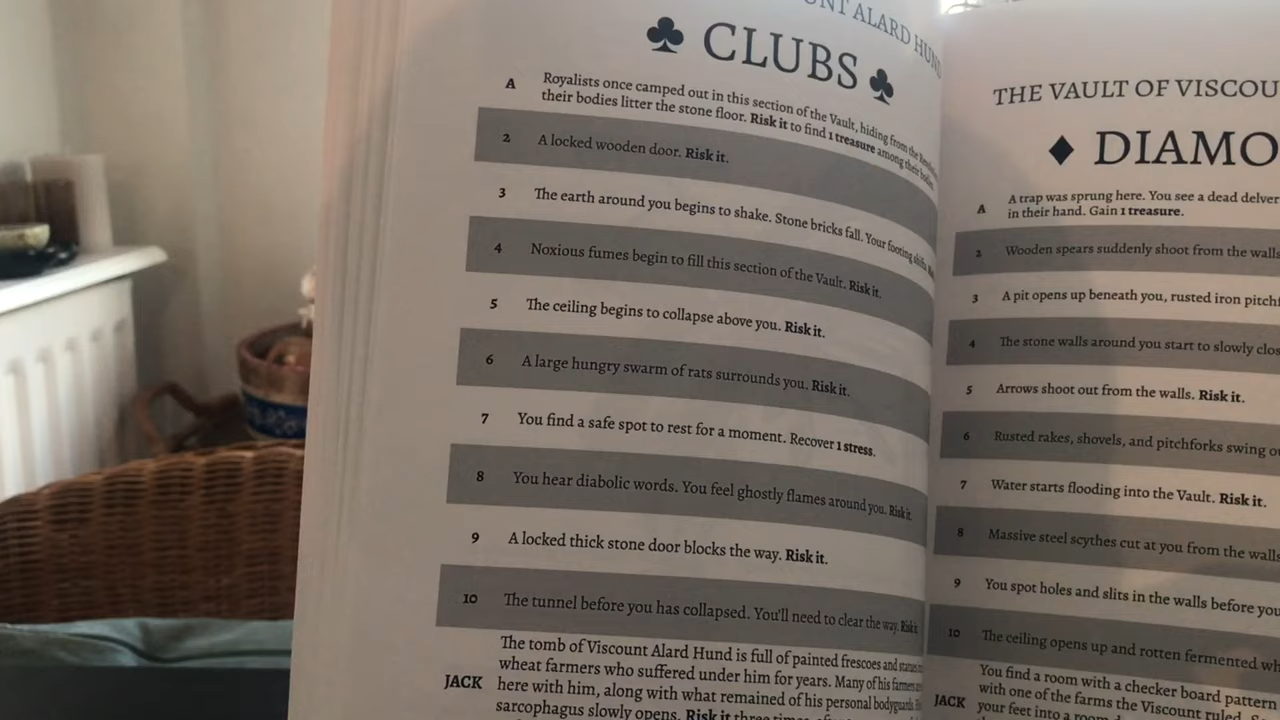 UNT ALARD HUND
♣ CLUBS ♣
A Royalists once camped out in this section of the Vault, hiding from the
their bodies litter the stone floor. Risk it to find 1 treasure among their bodies.
2 A locked wooden door. Risk it.
3 The earth around you begins to shake. Stone bricks fall. Your footing shifts.
4 Noxious fumes begin to fill this section of the Vault. Risk it.
5 The ceiling begins to collapse above you. Risk it.
6 A large hungry swarm of rats surrounds you. Risk it.
7 You find a safe spot to rest for a moment. Recover 1 stress.
8 You hear diabolic words. You feel ghostly flames around you. Risk it.
9 A locked thick stone door blocks the way. Risk it.
10 The tunnel before you has collapsed. You'll need to clear the way. Risk it.
The tomb of Viscount Alard Hund is full of painted frescoes and statues
wheat farmers who suffered under him for years. Many of his farmers
JACK here with him, along with what remained of his personal bodyguards.
sarcophagus slowly opens. Risk it three times,
THE VAULT OF VISCOU
♦ DIAMO
A A trap was sprung here. You see a dead delver
in their hand. Gain 1 treasure.
2 Wooden spears suddenly shoot from the walls
3 A pit opens up beneath you, rusted iron pitchf
4 The stone walls around you start to slowly clos
5 Arrows shoot out from the walls. Risk it.
6 Rusted rakes, shovels, and pitchforks swing ou
7 Water starts flooding into the Vault. Risk it.
8 Massive steel scythes cut at you from the walls
9 You spot holes and slits in the walls before you
10 The ceiling opens up and rotten fermented wh
You find a room with a checker board pattern
JACK with one of the farms the Viscount ruled. So
your feet into a room